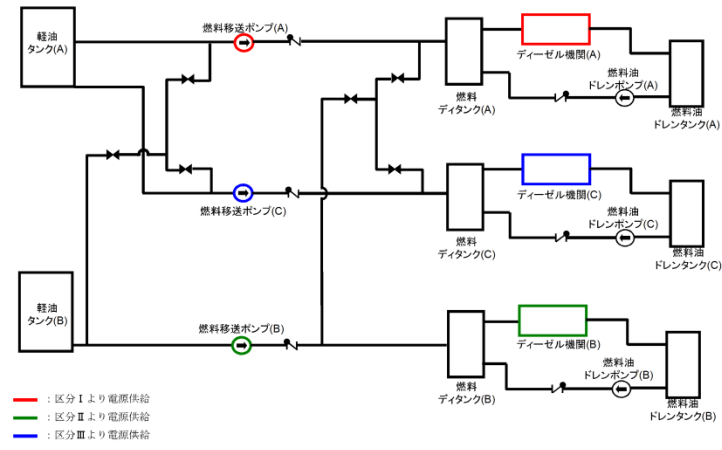 軽油
タンク(A)
燃料移送ポンプ(A)
燃料
ディタンク(A)
ディーゼル機関(A)
燃料油
ドレンポンプ(A)
燃料油
ドレンタンク(A)
燃料移送ポンプ(C)
燃料
ディタンク(C)
ディーゼル機関(C)
燃料油
ドレンポンプ(C)
燃料油
ドレンタンク(C)
軽油
タンク(B)
燃料移送ポンプ(B)
燃料
ディタンク(B)
ディーゼル機関(B)
燃料油
ドレンポンプ(B)
燃料油
ドレンタンク(B)
：区分Ⅰより電源供給
：区分Ⅱより電源供給
：区分Ⅲより電源供給